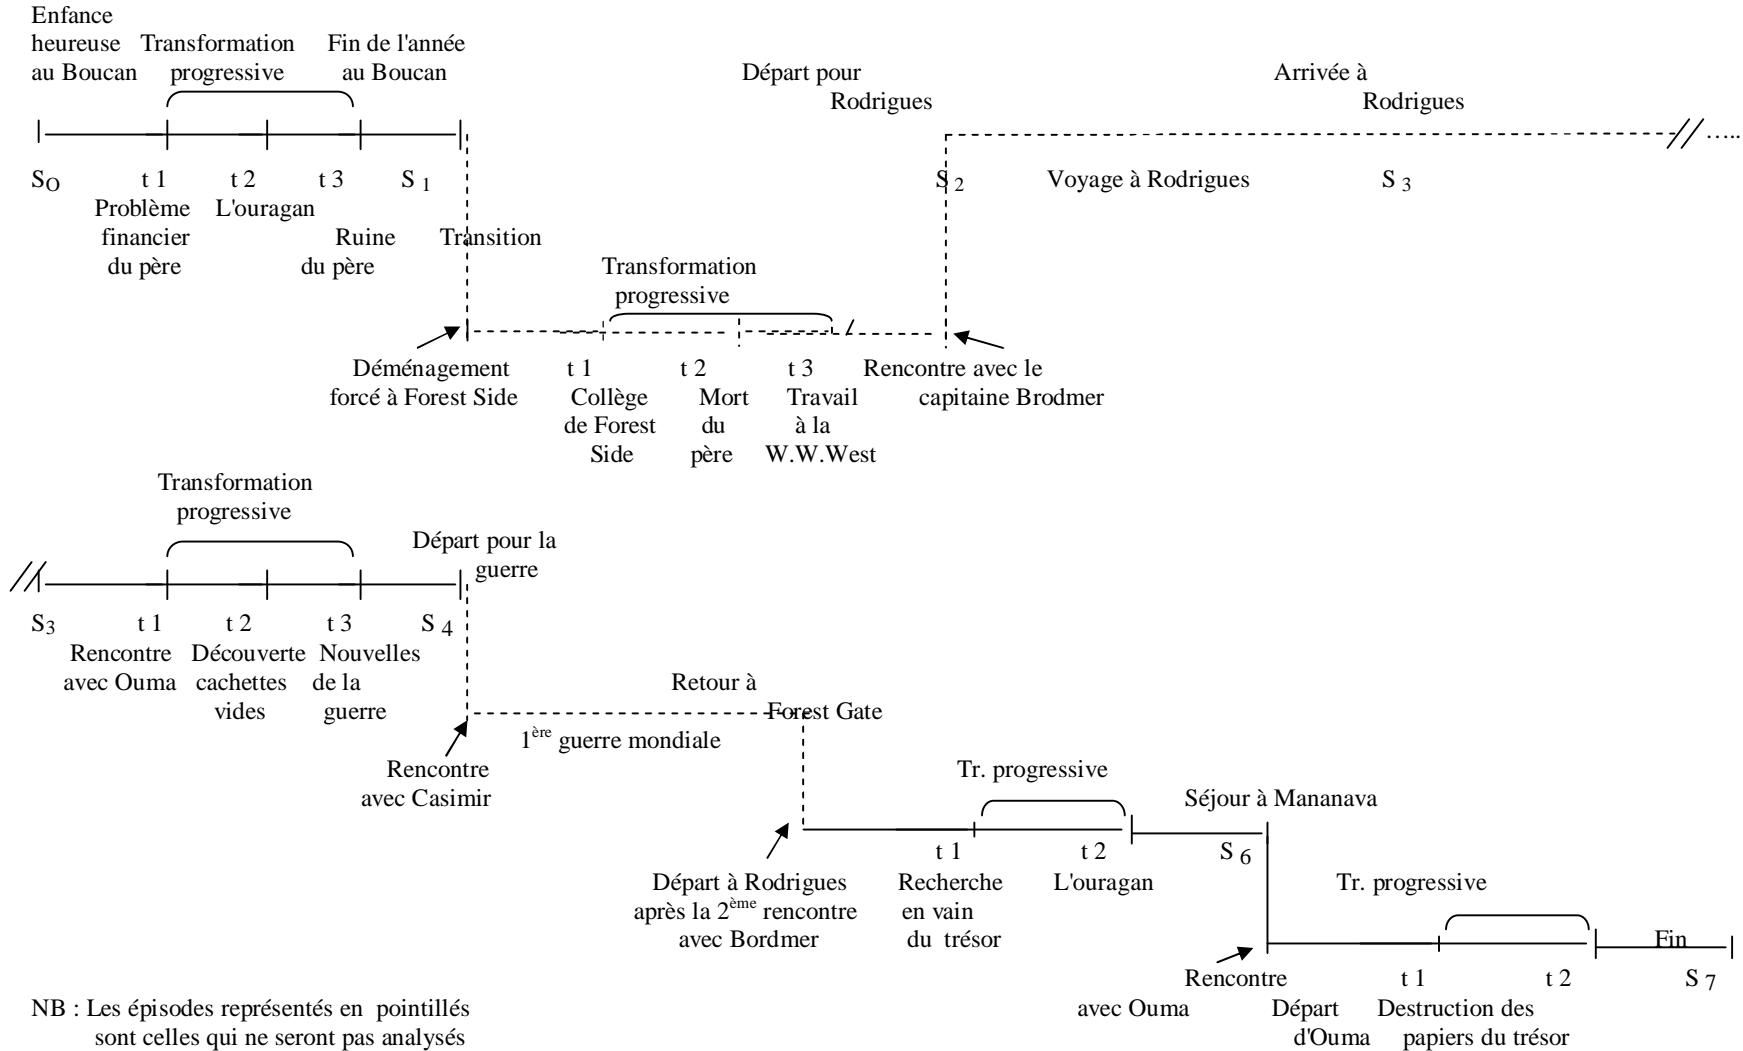 Enfance
heureuse Transformation Fin de l'année
au Boucan progressive au Boucan Départ pour Arrivée à
Rodrigues Rodrigues
.....
S0 t 1 t 2 t 3 S 1 S 2 Voyage à Rodrigues S 3
Problème L'ouragan
financier Ruine Transition
du père du père Transformation
progressive
Déménagement t 1 t 2 t 3 Rencontre avec le
forcé à Forest Side Collège Mort Travail capitaine Brodmer
de Forest du à la
Side père W.W.West
Transformation
progressive
Départ pour la
guerre
S3 t 1 t 2 t 3 S 4
Rencontre Découverte Nouvelles
avec Ouma cachettes de la Retour à
vides guerre Forest Gate
1ère guerre mondiale
Rencontre Tr. progressive
avec Casimir Séjour à Mananava
t 1 t 2 S 6
Départ à Rodrigues Recherche L'ouragan Tr. progressive
après la 2ème rencontre en vain
avec Bordmer du trésor Fin
Rencontre t 1 t 2 S 7
NB : Les épisodes représentés en pointillés avec Ouma Départ Destruction des
sont celles qui ne seront pas analysés d'Ouma papiers du trésor